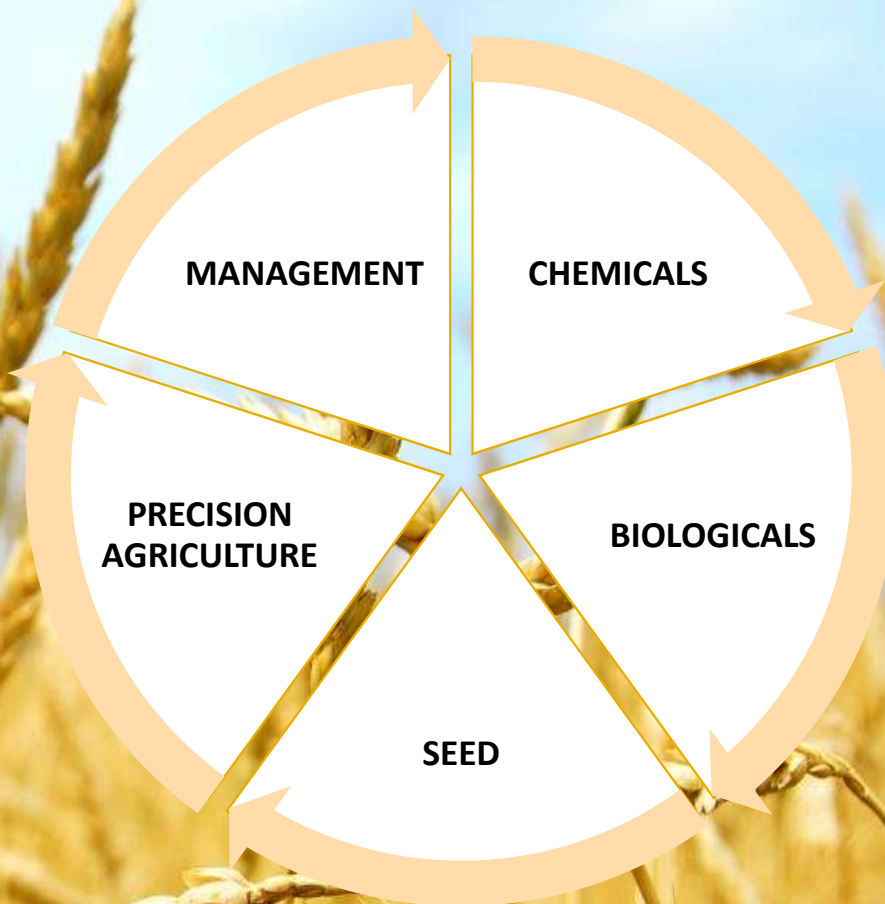 MANAGEMENT
CHEMICALS
BIOLOGICALS
SEED
PRECISION
AGRICULTURE